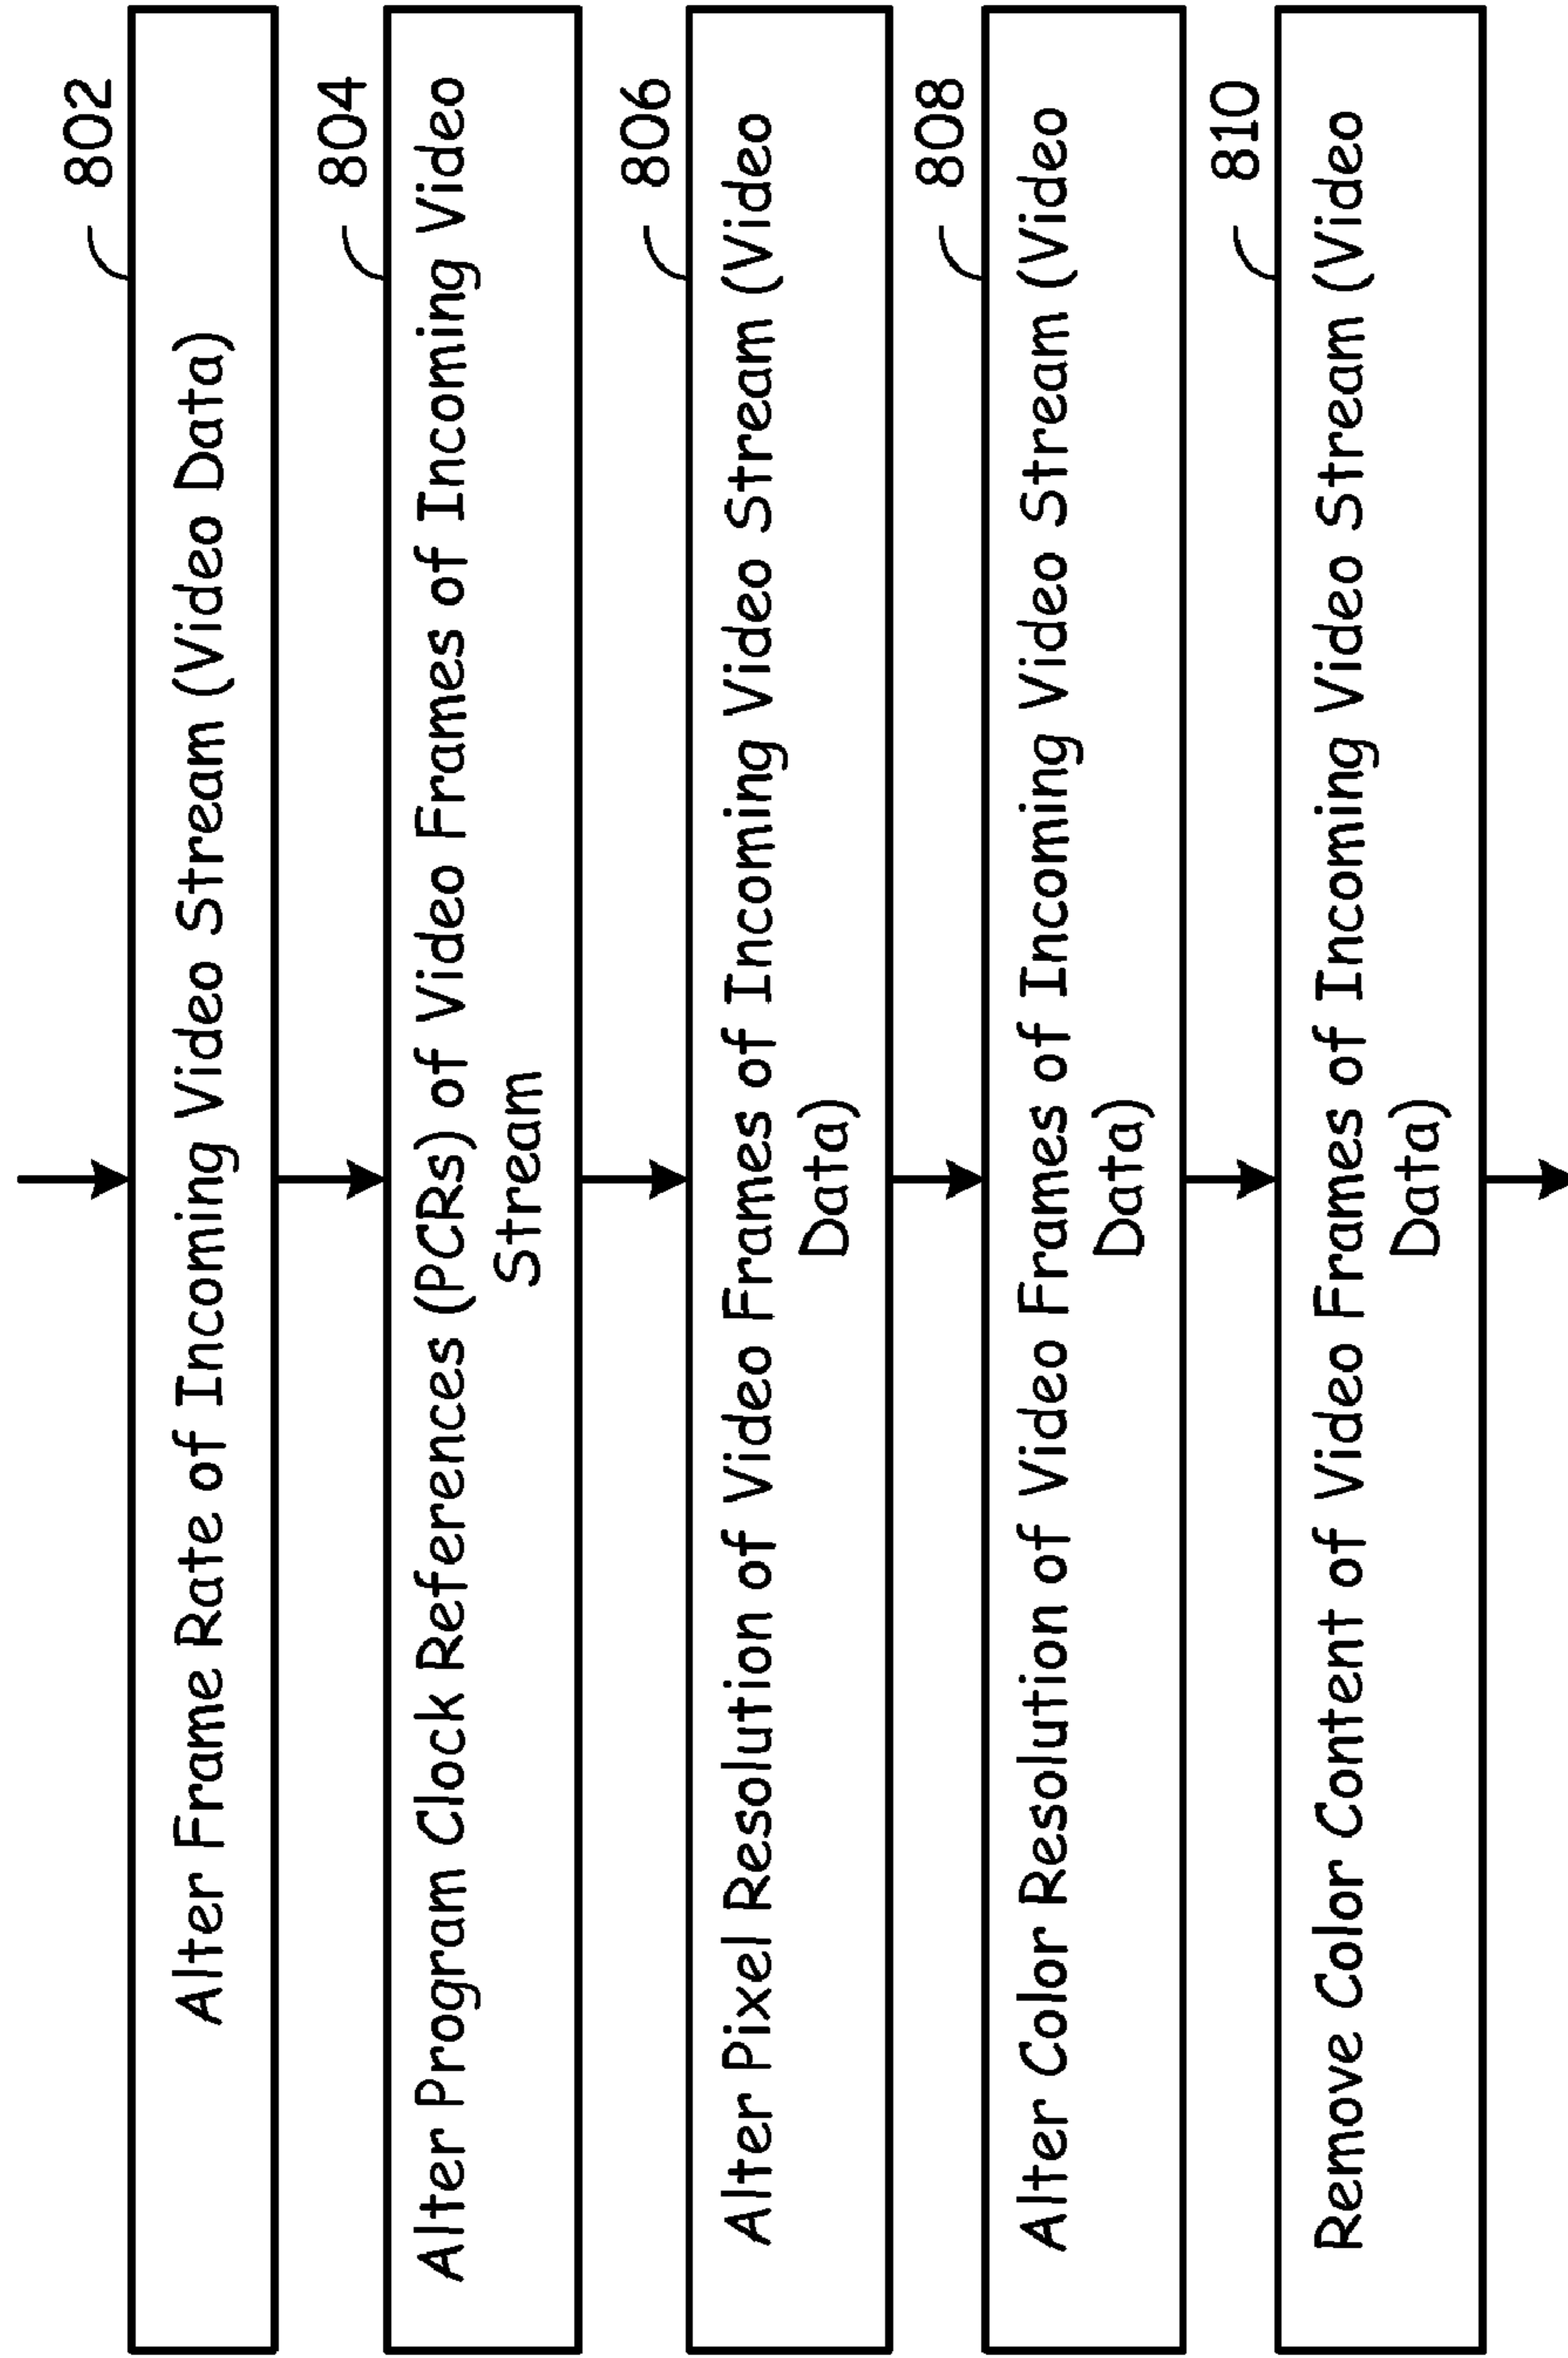 802
Alter Frame Rate of Incoming Video Stream (Video Data)
804
Alter Program Clock References (PCRs) of Video Frames of Incoming Video
Stream
806
Alter Pixel Resolution of Video Frames of Incoming Video Stream (Video
Data)
808
Alter Color Resolution of Video Frames of Incoming Video Stream (Video
Data)
810
Remove Color Content of Video Frames of Incoming Video Stream (Video
Data)